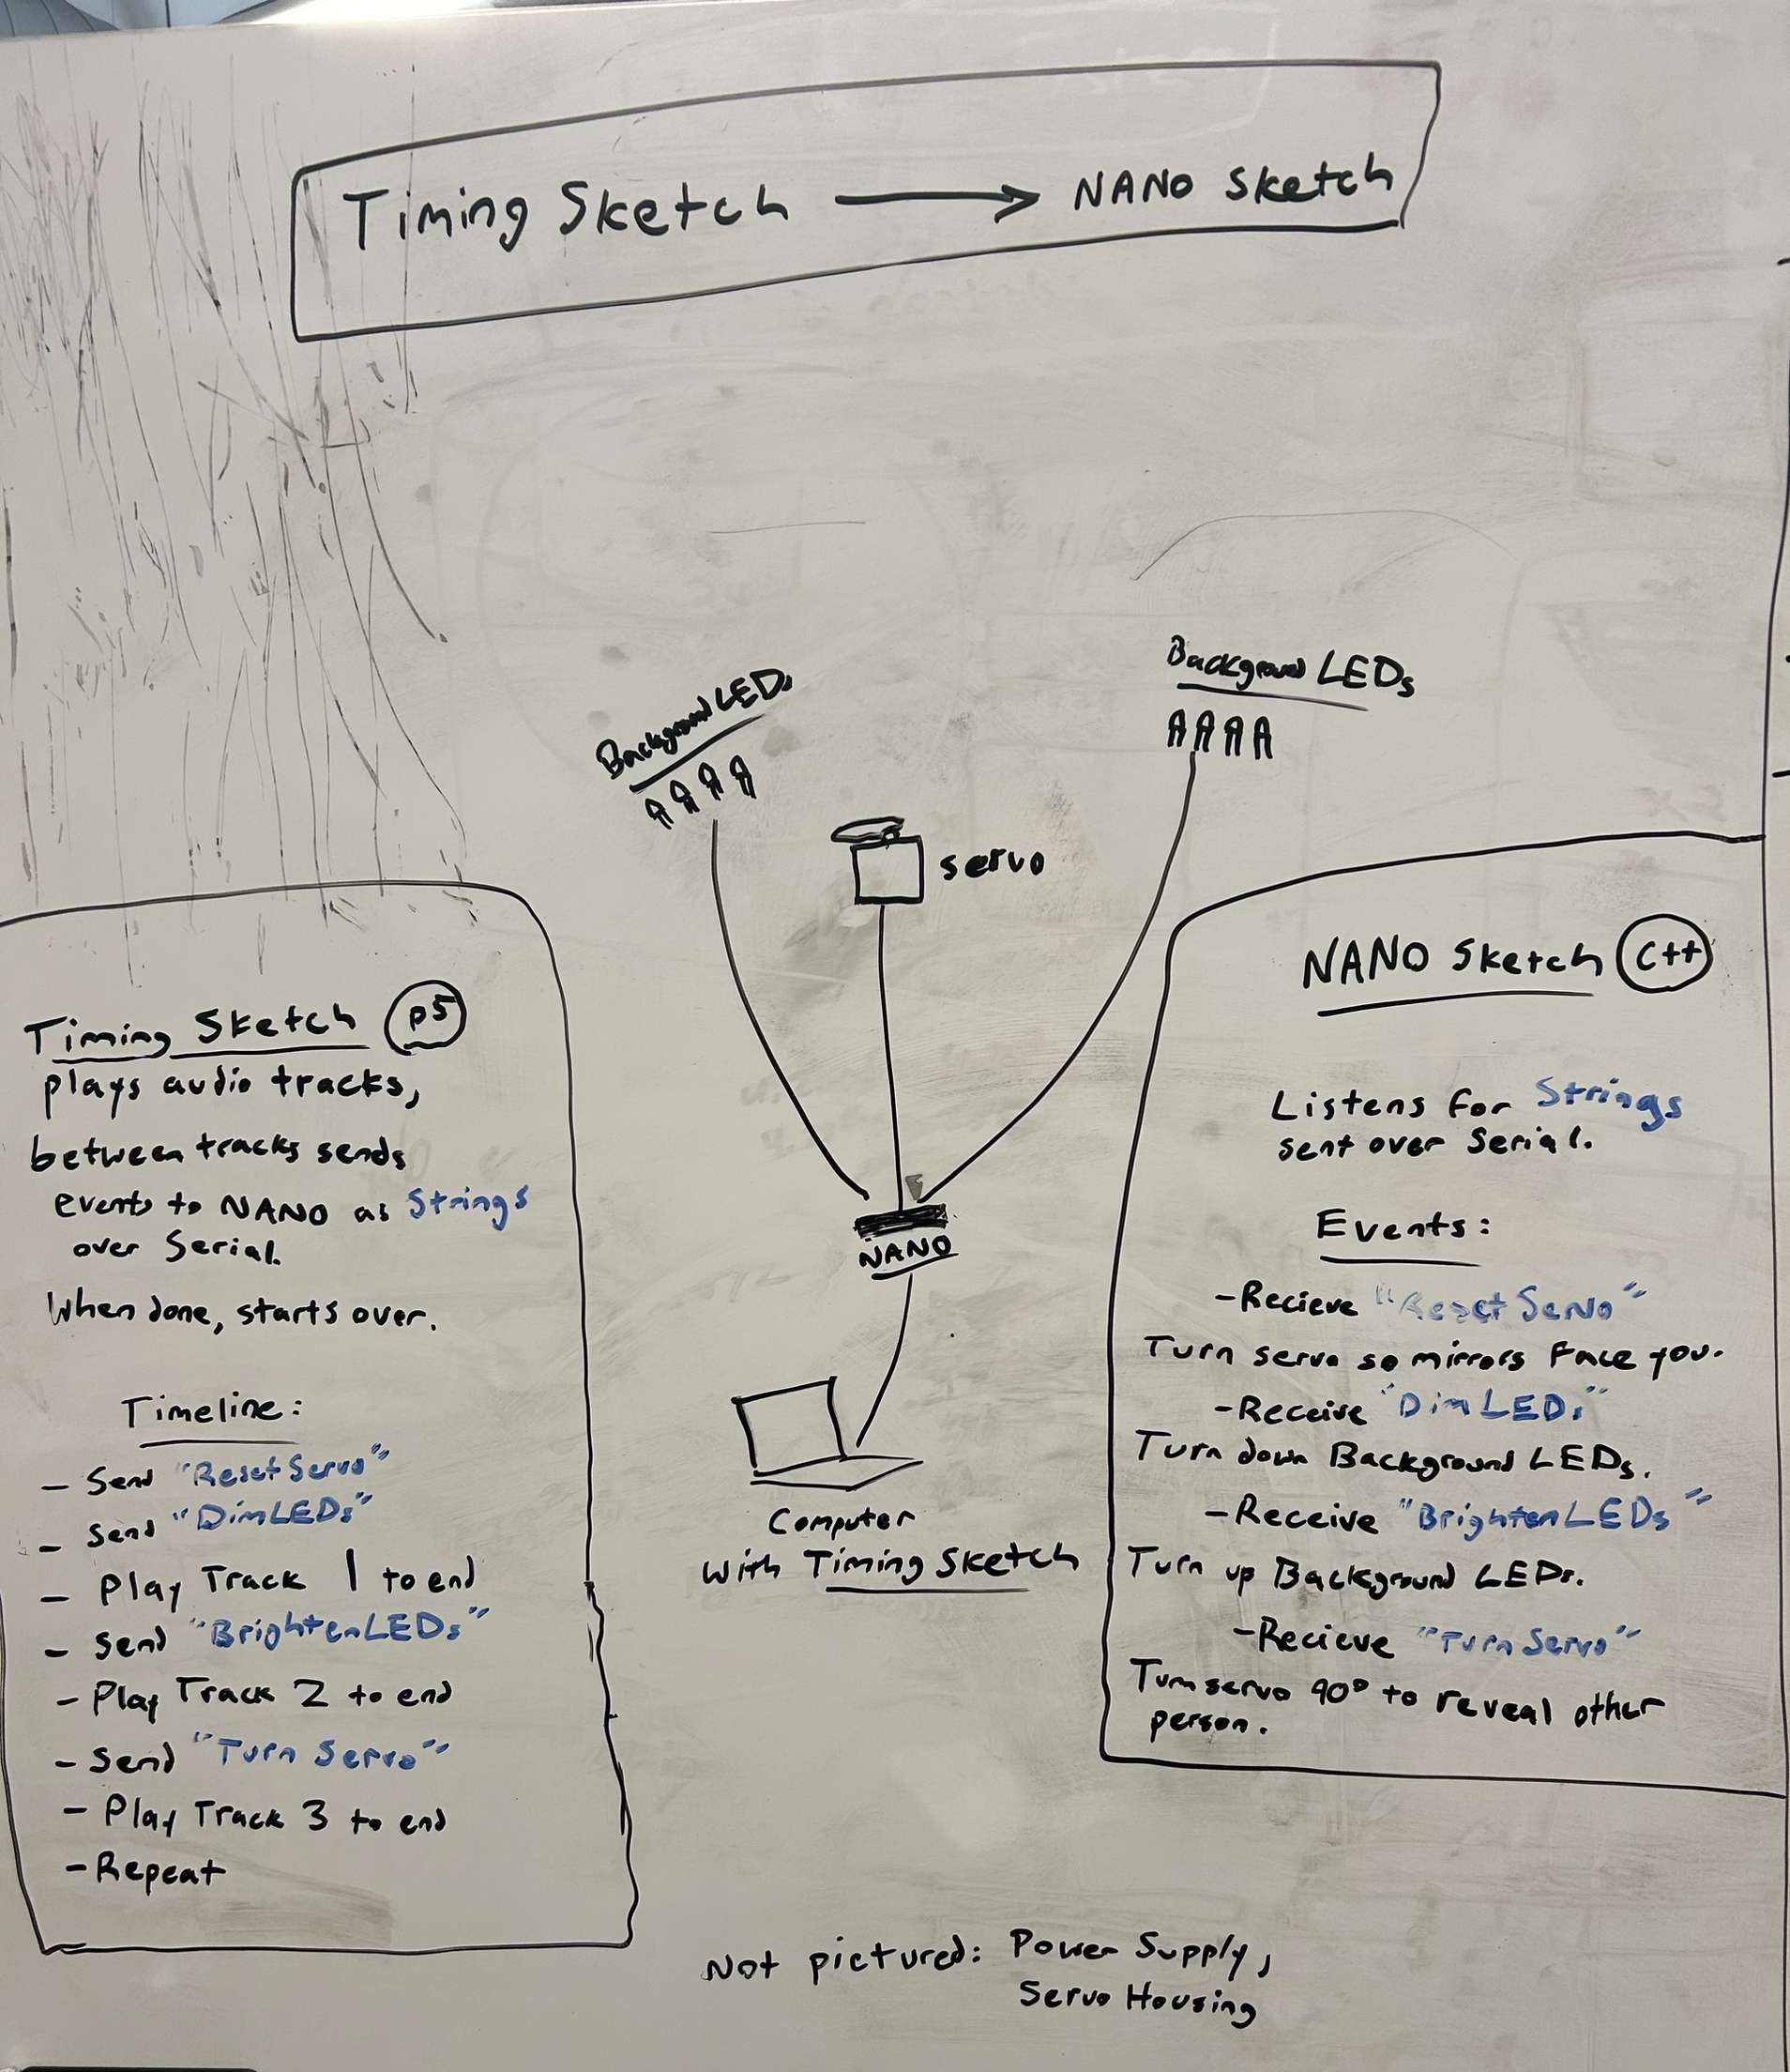 Timing Sketch → NANO Sketch
Background LEDs
Background LEDs
servo
NANO
Computer
with Timing Sketch
Timing Sketch p5
plays audio tracks,
between tracks sends
events to NANO as Strings
over Serial.
When done, starts over.
Timeline:
- Send "ResetServo"
- Send "DimLEDs"
- Play Track 1 to end
- Send "BrightenLEDs"
- Play Track 2 to end
- Send "Turn Servo"
- Play Track 3 to end
- Repeat
NANO Sketch C++
Listens for Strings
sent over Serial.
Events:
- Recieve "Reset Servo"
Turn servo so mirrors face you.
- Receive "DimLEDs"
Turn down Background LEDs.
- Receive "BrightenLEDs"
Turn up Background LEDs.
- Recieve "Turn Servo"
Turn servo 90° to reveal other
person.
Not pictured: Power Supply,
Servo Housing